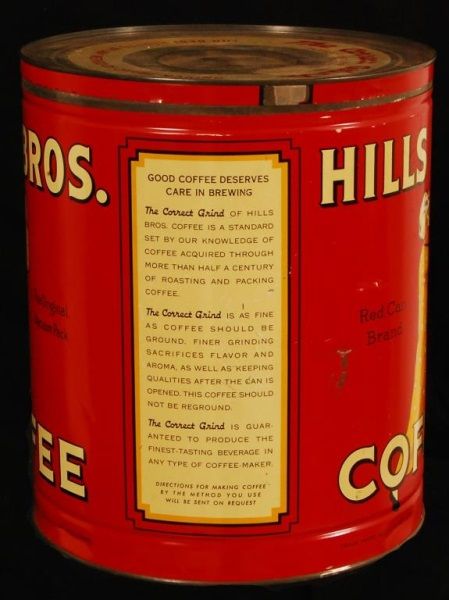 BROS.
HILLS
GOOD COFFEE DESERVES
CARE IN BREWING
The Correct Grind OF HILLS
BROS. COFFEE IS A STANDARD
SET BY OUR KNOWLEDGE OF
COFFEE ACQUIRED THROUGH
MORE THAN HALF A CENTURY
OF ROASTING AND PACKING
COFFEE.
The Correct Grind IS AS FINE
AS COFFEE SHOULD BE
GROUND. FINER GRINDING
SACRIFICES FLAVOR AND
AROMA, AS WELL AS KEEPING
QUALITIES AFTER THE CAN IS
OPENED. THIS COFFEE SHOULD
NOT BE REGROUND.
The Correct Grind IS GUAR-
ANTEED TO PRODUCE THE
FINEST-TASTING BEVERAGE IN
ANY TYPE OF COFFEE-MAKER.
DIRECTIONS FOR MAKING COFFEE
BY THE METHOD YOU USE
WILL BE SENT ON REQUEST
Original
Pack
Red Can
Brand
FEE
COF